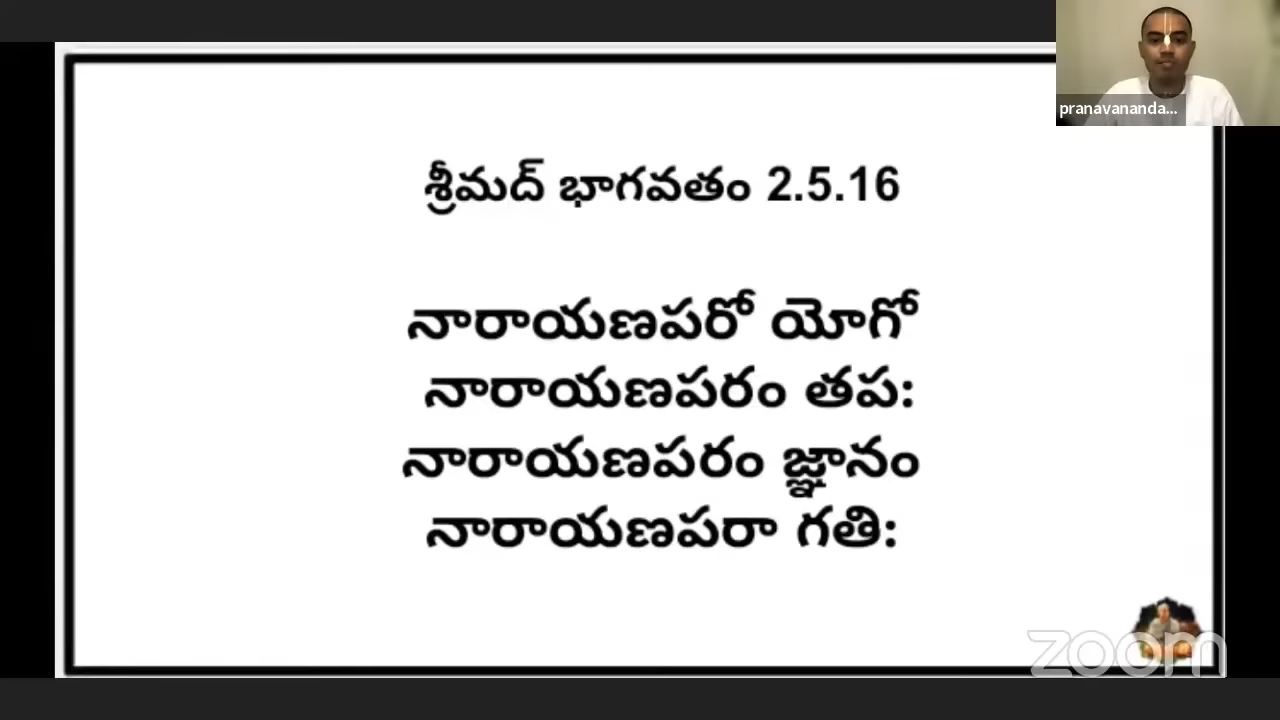 pranavananda...
శ్రీమద్ భాగవతం 2.5.16
నారాయణపరో యోగో
నారాయణపరం తప:
నారాయణపరం జ్ఞానం
నారాయణపరా గతి:
zoom